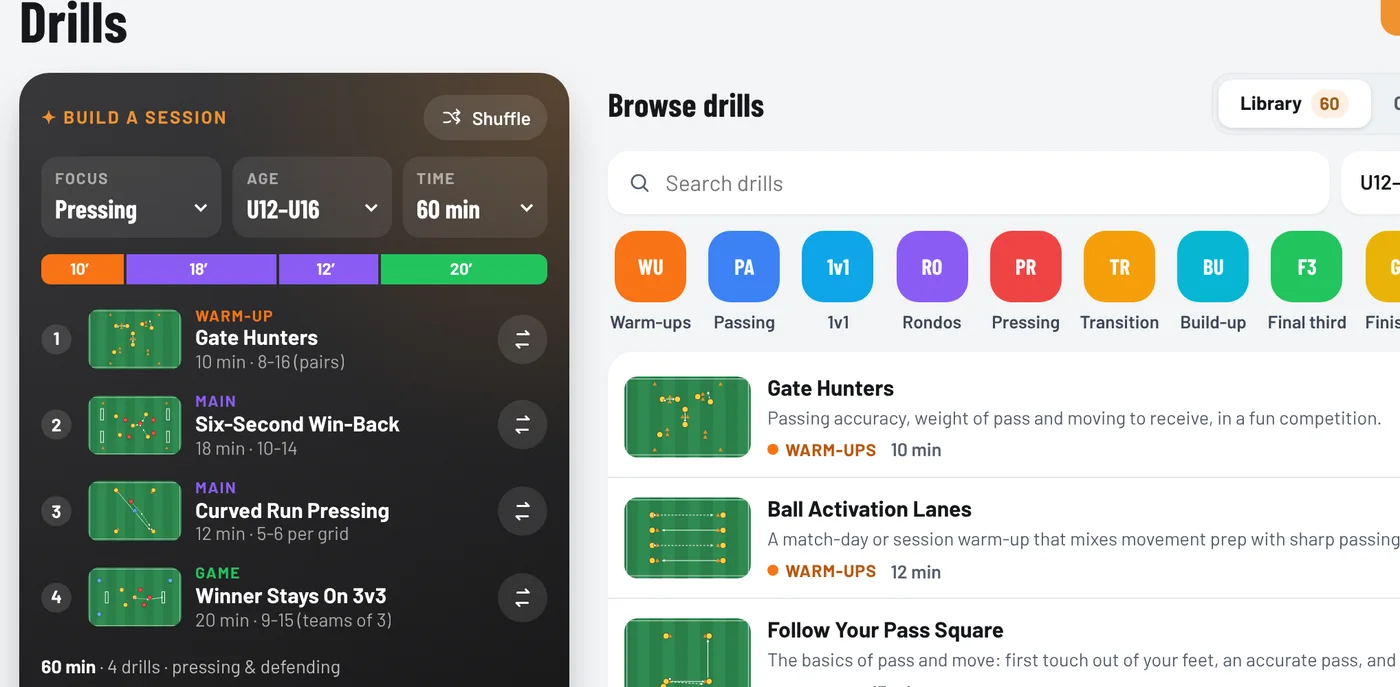 Drills
BUILD A SESSION
Shuffle
FOCUS
Pressing
AGE
U12–U16
TIME
60 min
10′
18′
12′
20′
1
WARM-UP
Gate Hunters
10 min · 8-16 (pairs)
2
MAIN
Six-Second Win-Back
18 min · 10-14
3
MAIN
Curved Run Pressing
12 min · 5-6 per grid
4
GAME
Winner Stays On 3v3
20 min · 9-15 (teams of 3)
60 min · 4 drills · pressing & defending
Browse drills
Library 60
Search drills
U12–
WU
PA
1v1
RO
PR
TR
BU
F3
Warm-ups
Passing
1v1
Rondos
Pressing
Transition
Build-up
Final third
Gate Hunters
Passing accuracy, weight of pass and moving to receive, in a fun competition.
WARM-UPS 10 min
Ball Activation Lanes
A match-day or session warm-up that mixes movement prep with sharp passing
WARM-UPS 12 min
Follow Your Pass Square
The basics of pass and move: first touch out of your feet, an accurate pass, and